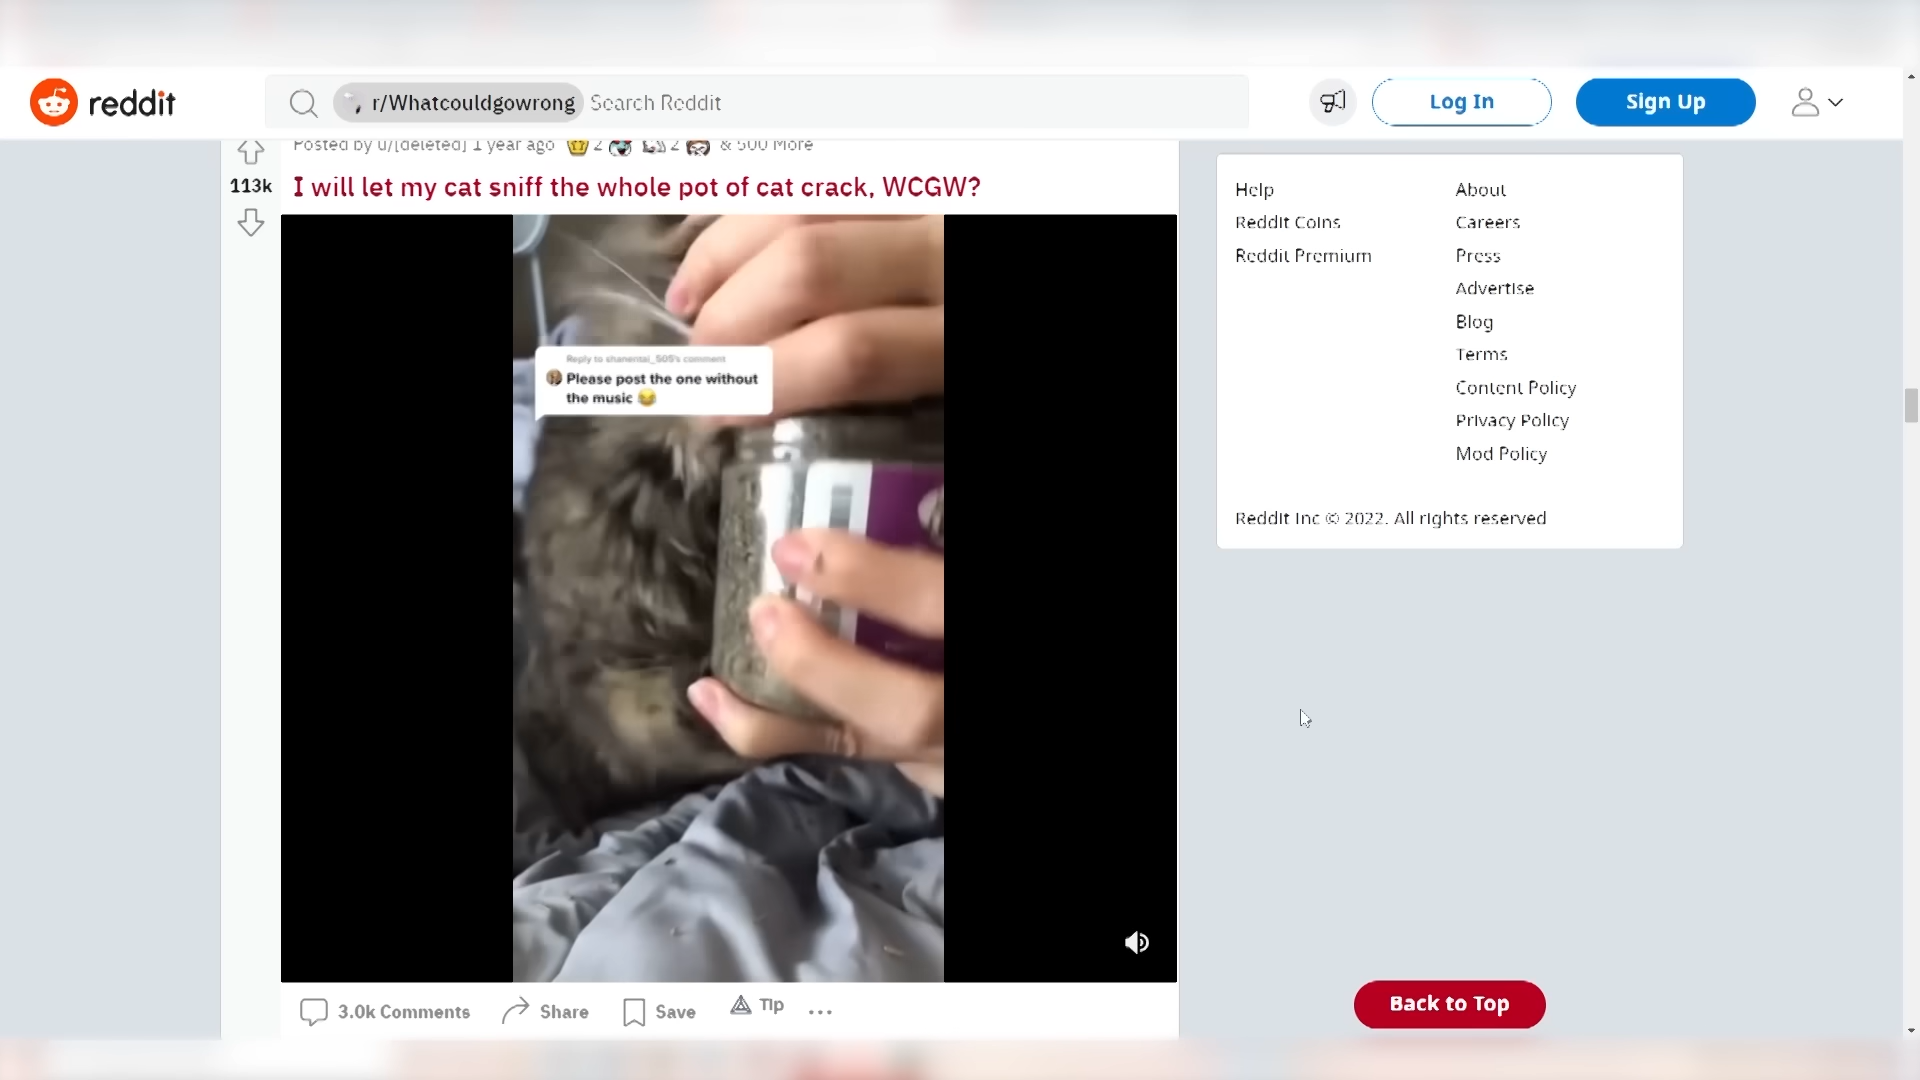 reddit
r/Whatcouldgowrong
Search Reddit
Log In
Sign Up
Posted by u/[deleted] 1 year ago
2
2
& 500 More
113k
I will let my cat sniff the whole pot of cat crack, WCGW?
Reply to shanental_505's comment
Please post the one without
the music 😂
3.0k Comments
Share
Save
Tip
Help
About
Reddit Coins
Careers
Reddit Premium
Press
Advertise
Blog
Terms
Content Policy
Privacy Policy
Mod Policy
Reddit Inc © 2022. All rights reserved
Back to Top